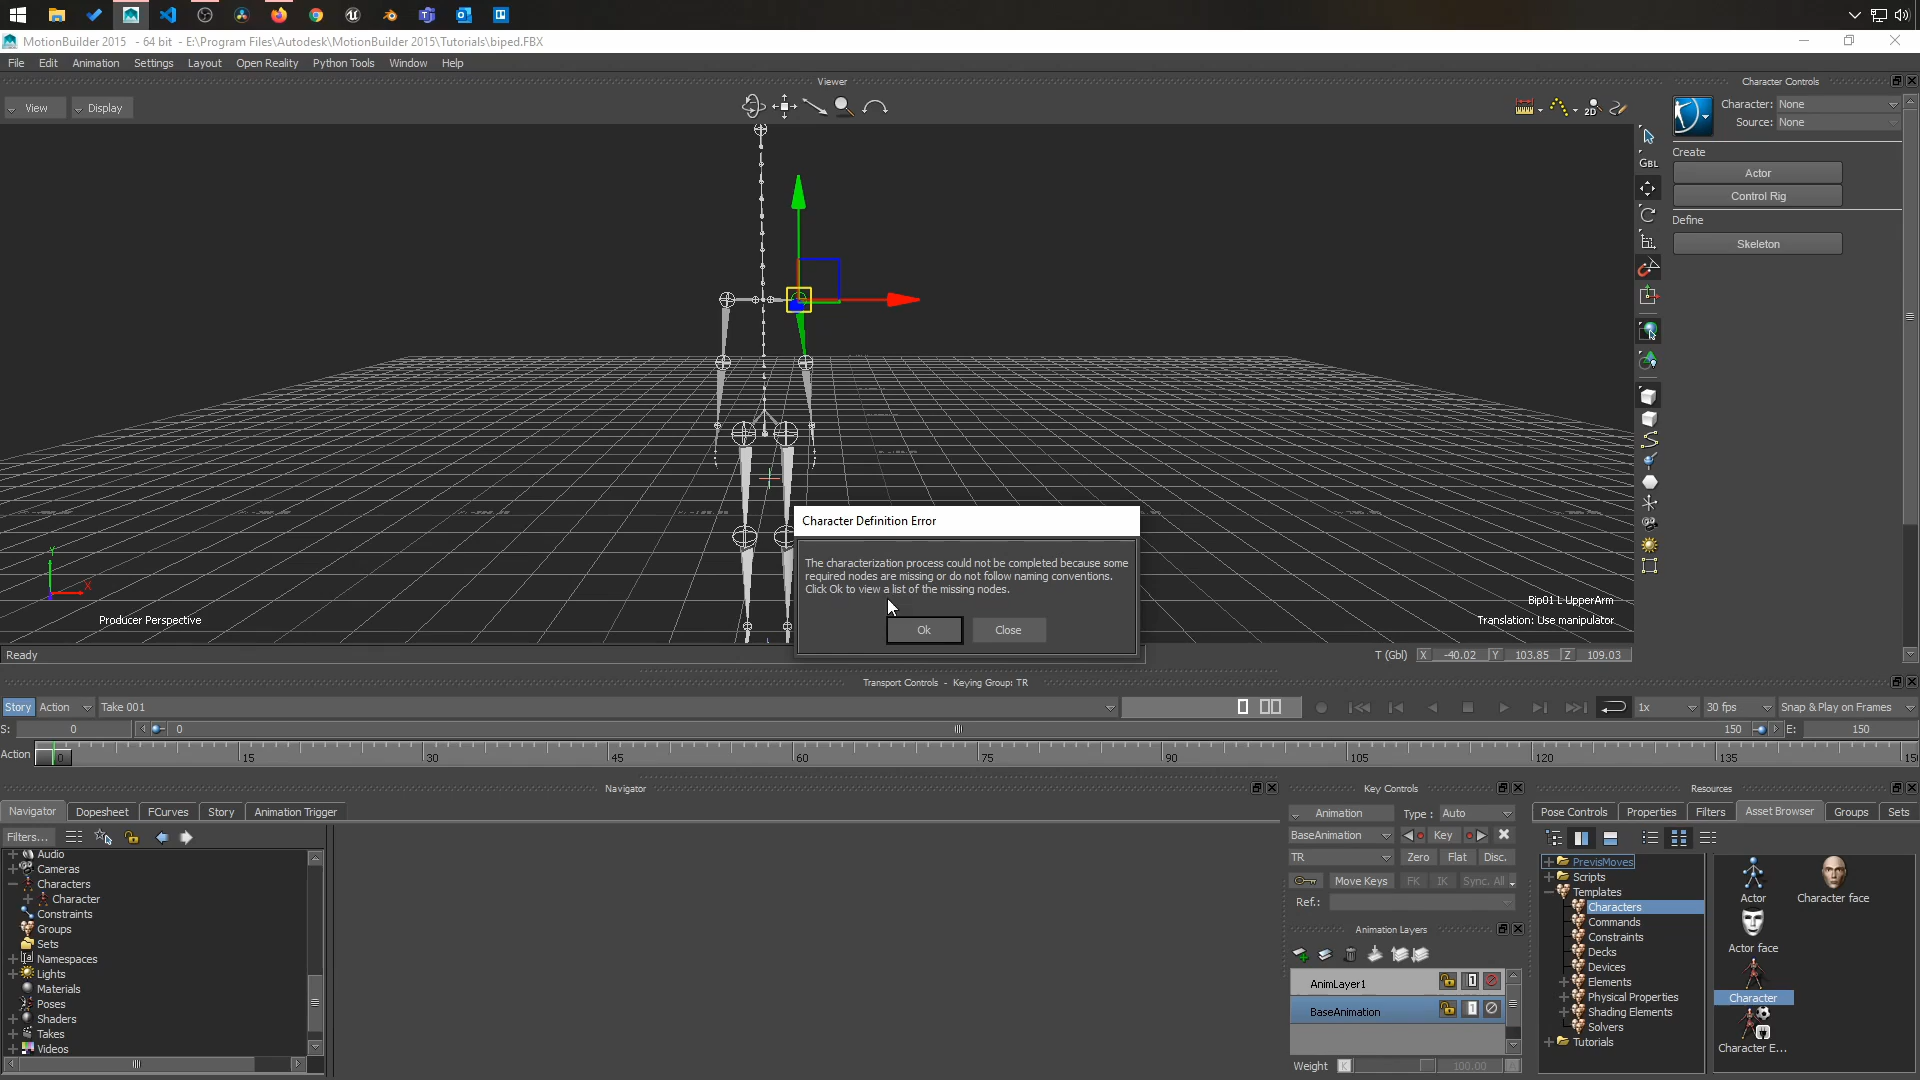 MotionBuilder 2015   - 64 bit  - E:\Program Files\Autodesk\MotionBuilder 2015\Tutorials\biped.FBX
File Edit Animation Settings Layout Open Reality Python Tools Window Help
Viewer
Character Controls
View Display
2D
Character: None
Source: None
GBL
Create
Actor
Control Rig
Define
Skeleton
Character Definition Error
The characterization process could not be completed because some
required nodes are missing or do not follow naming conventions.
Click Ok to view a list of the missing nodes.
Ok Close
Y
X
Producer Perspective
Bip01 L UpperArm
Translation: Use manipulator
Ready
T (Gbl) X -40.02 Y 103.85 Z 109.03
Transport Controls  -  Keying Group: TR
Story Action Take 001 1x 30 fps Snap & Play on Frames
S: 0 0 150 E: 150
Action 0 15 30 45 60 75 90 105 120 135 150
Navigator
Key Controls
Resources
Navigator Dopesheet FCurves Story Animation Trigger
Filters...
Audio
Cameras
Characters
Character
Constraints
Groups
Sets
Namespaces
Lights
Materials
Poses
Shaders
Takes
Videos
Animation Type : Auto
BaseAnimation Key
TR Zero Flat Disc.
Move Keys FK IK Sync. All
Ref.:
Animation Layers
AnimLayer1
BaseAnimation
Weight K 100.00 A
Pose Controls Properties Filters Asset Browser Groups Sets
PrevisMoves
Scripts
Templates
Characters
Commands
Constraints
Decks
Devices
Elements
Physical Properties
Shading Elements
Solvers
Tutorials
Actor
Character face
Actor face
Character
Character E...